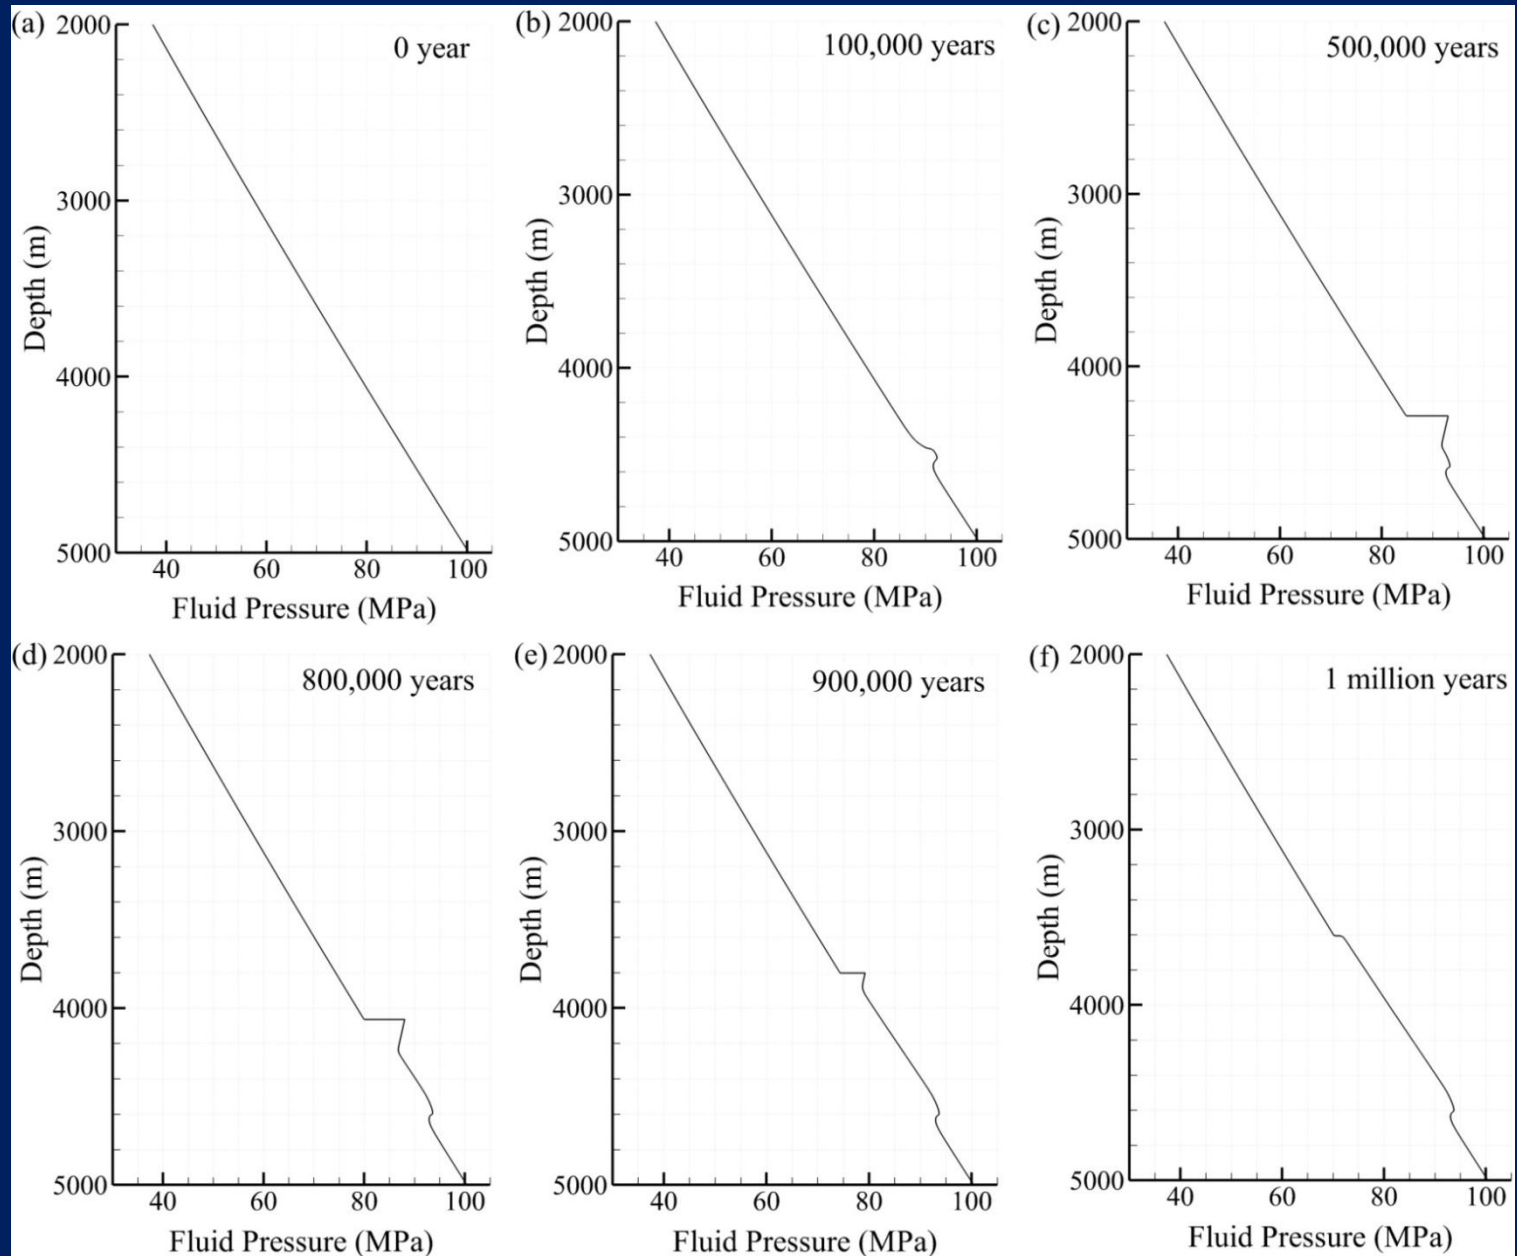 (a)
0 year
2000
3000
4000
5000
Depth (m)
40 60 80 100
Fluid Pressure (MPa)
(b)
100,000 years
2000
3000
4000
5000
Depth (m)
40 60 80 100
Fluid Pressure (MPa)
(c)
500,000 years
2000
3000
4000
5000
Depth (m)
40 60 80 100
Fluid Pressure (MPa)
(d)
800,000 years
2000
3000
4000
5000
Depth (m)
40 60 80 100
Fluid Pressure (MPa)
(e)
900,000 years
2000
3000
4000
5000
Depth (m)
40 60 80 100
Fluid Pressure (MPa)
(f)
1 million years
2000
3000
4000
5000
Depth (m)
40 60 80 100
Fluid Pressure (MPa)